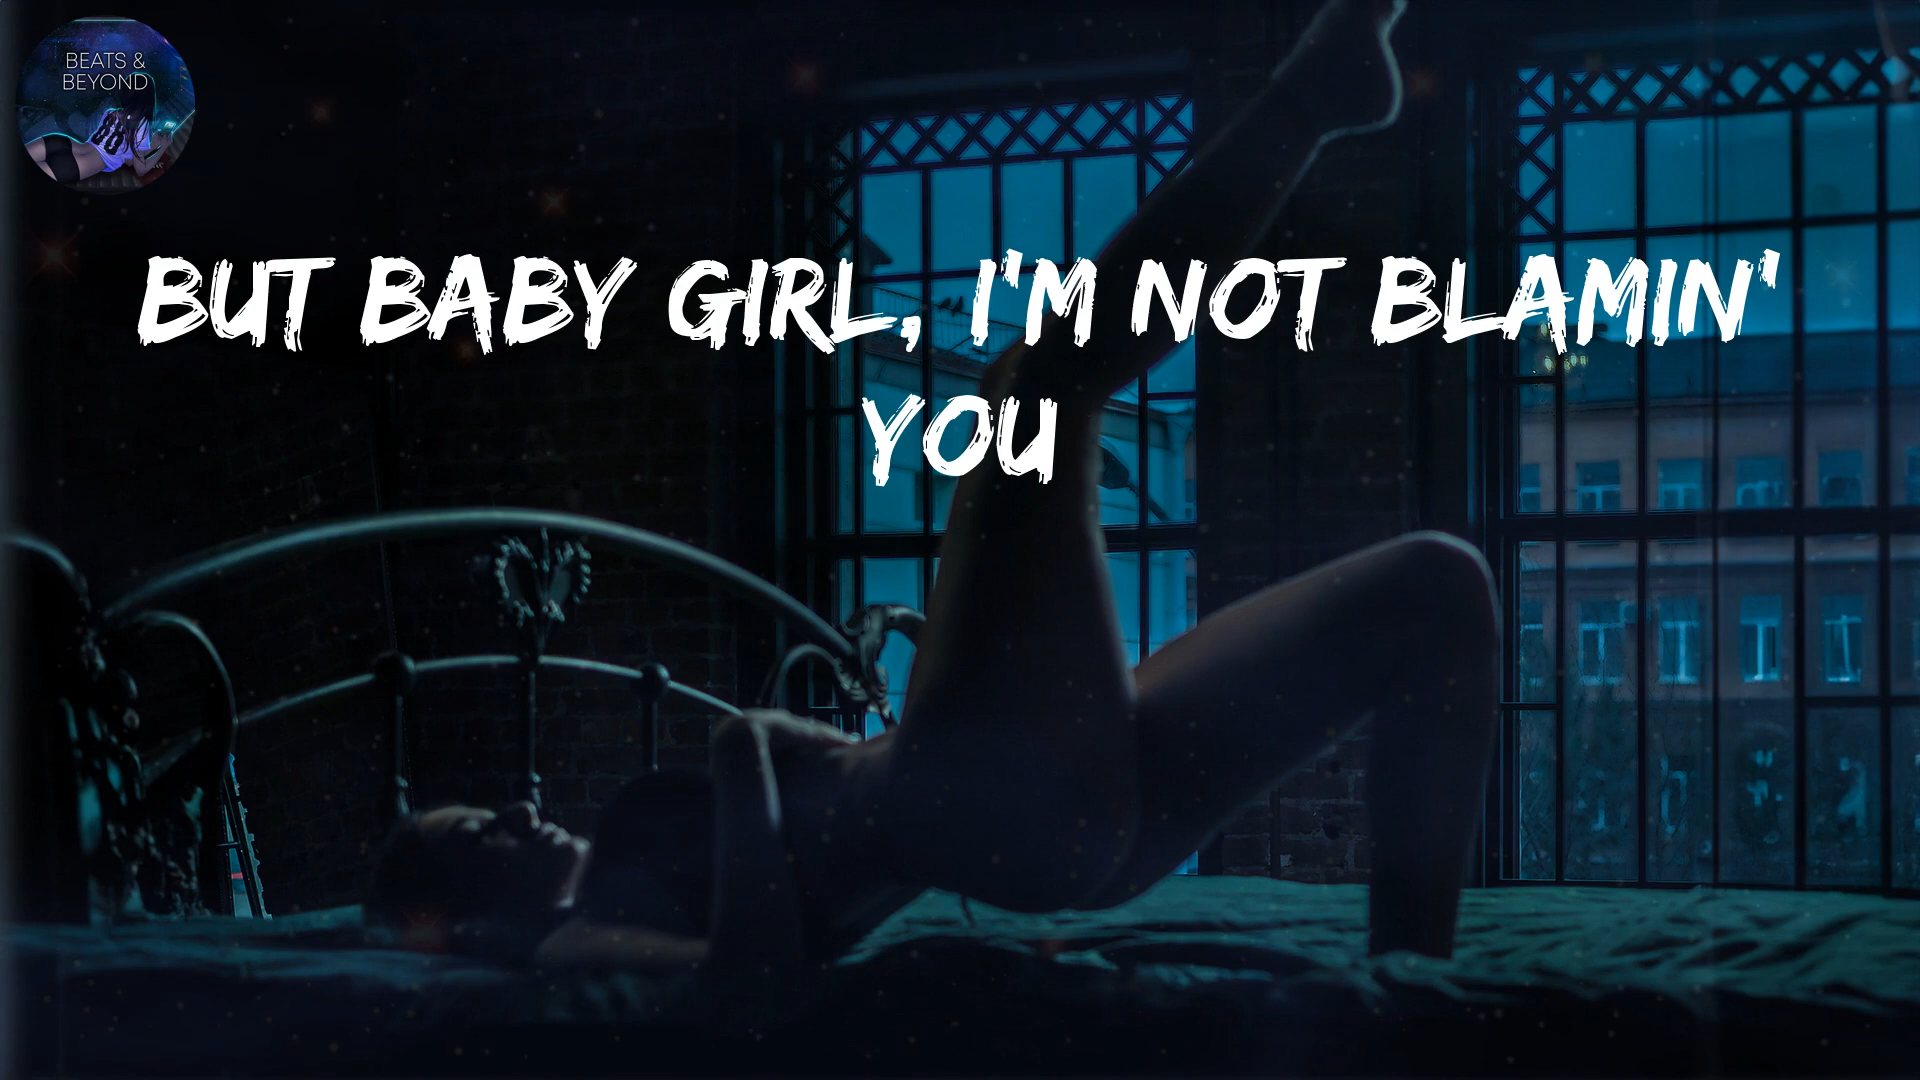 BEATS &
BEYOND
BUT BABY GIRL, I'M NOT BLAMIN'
YOU